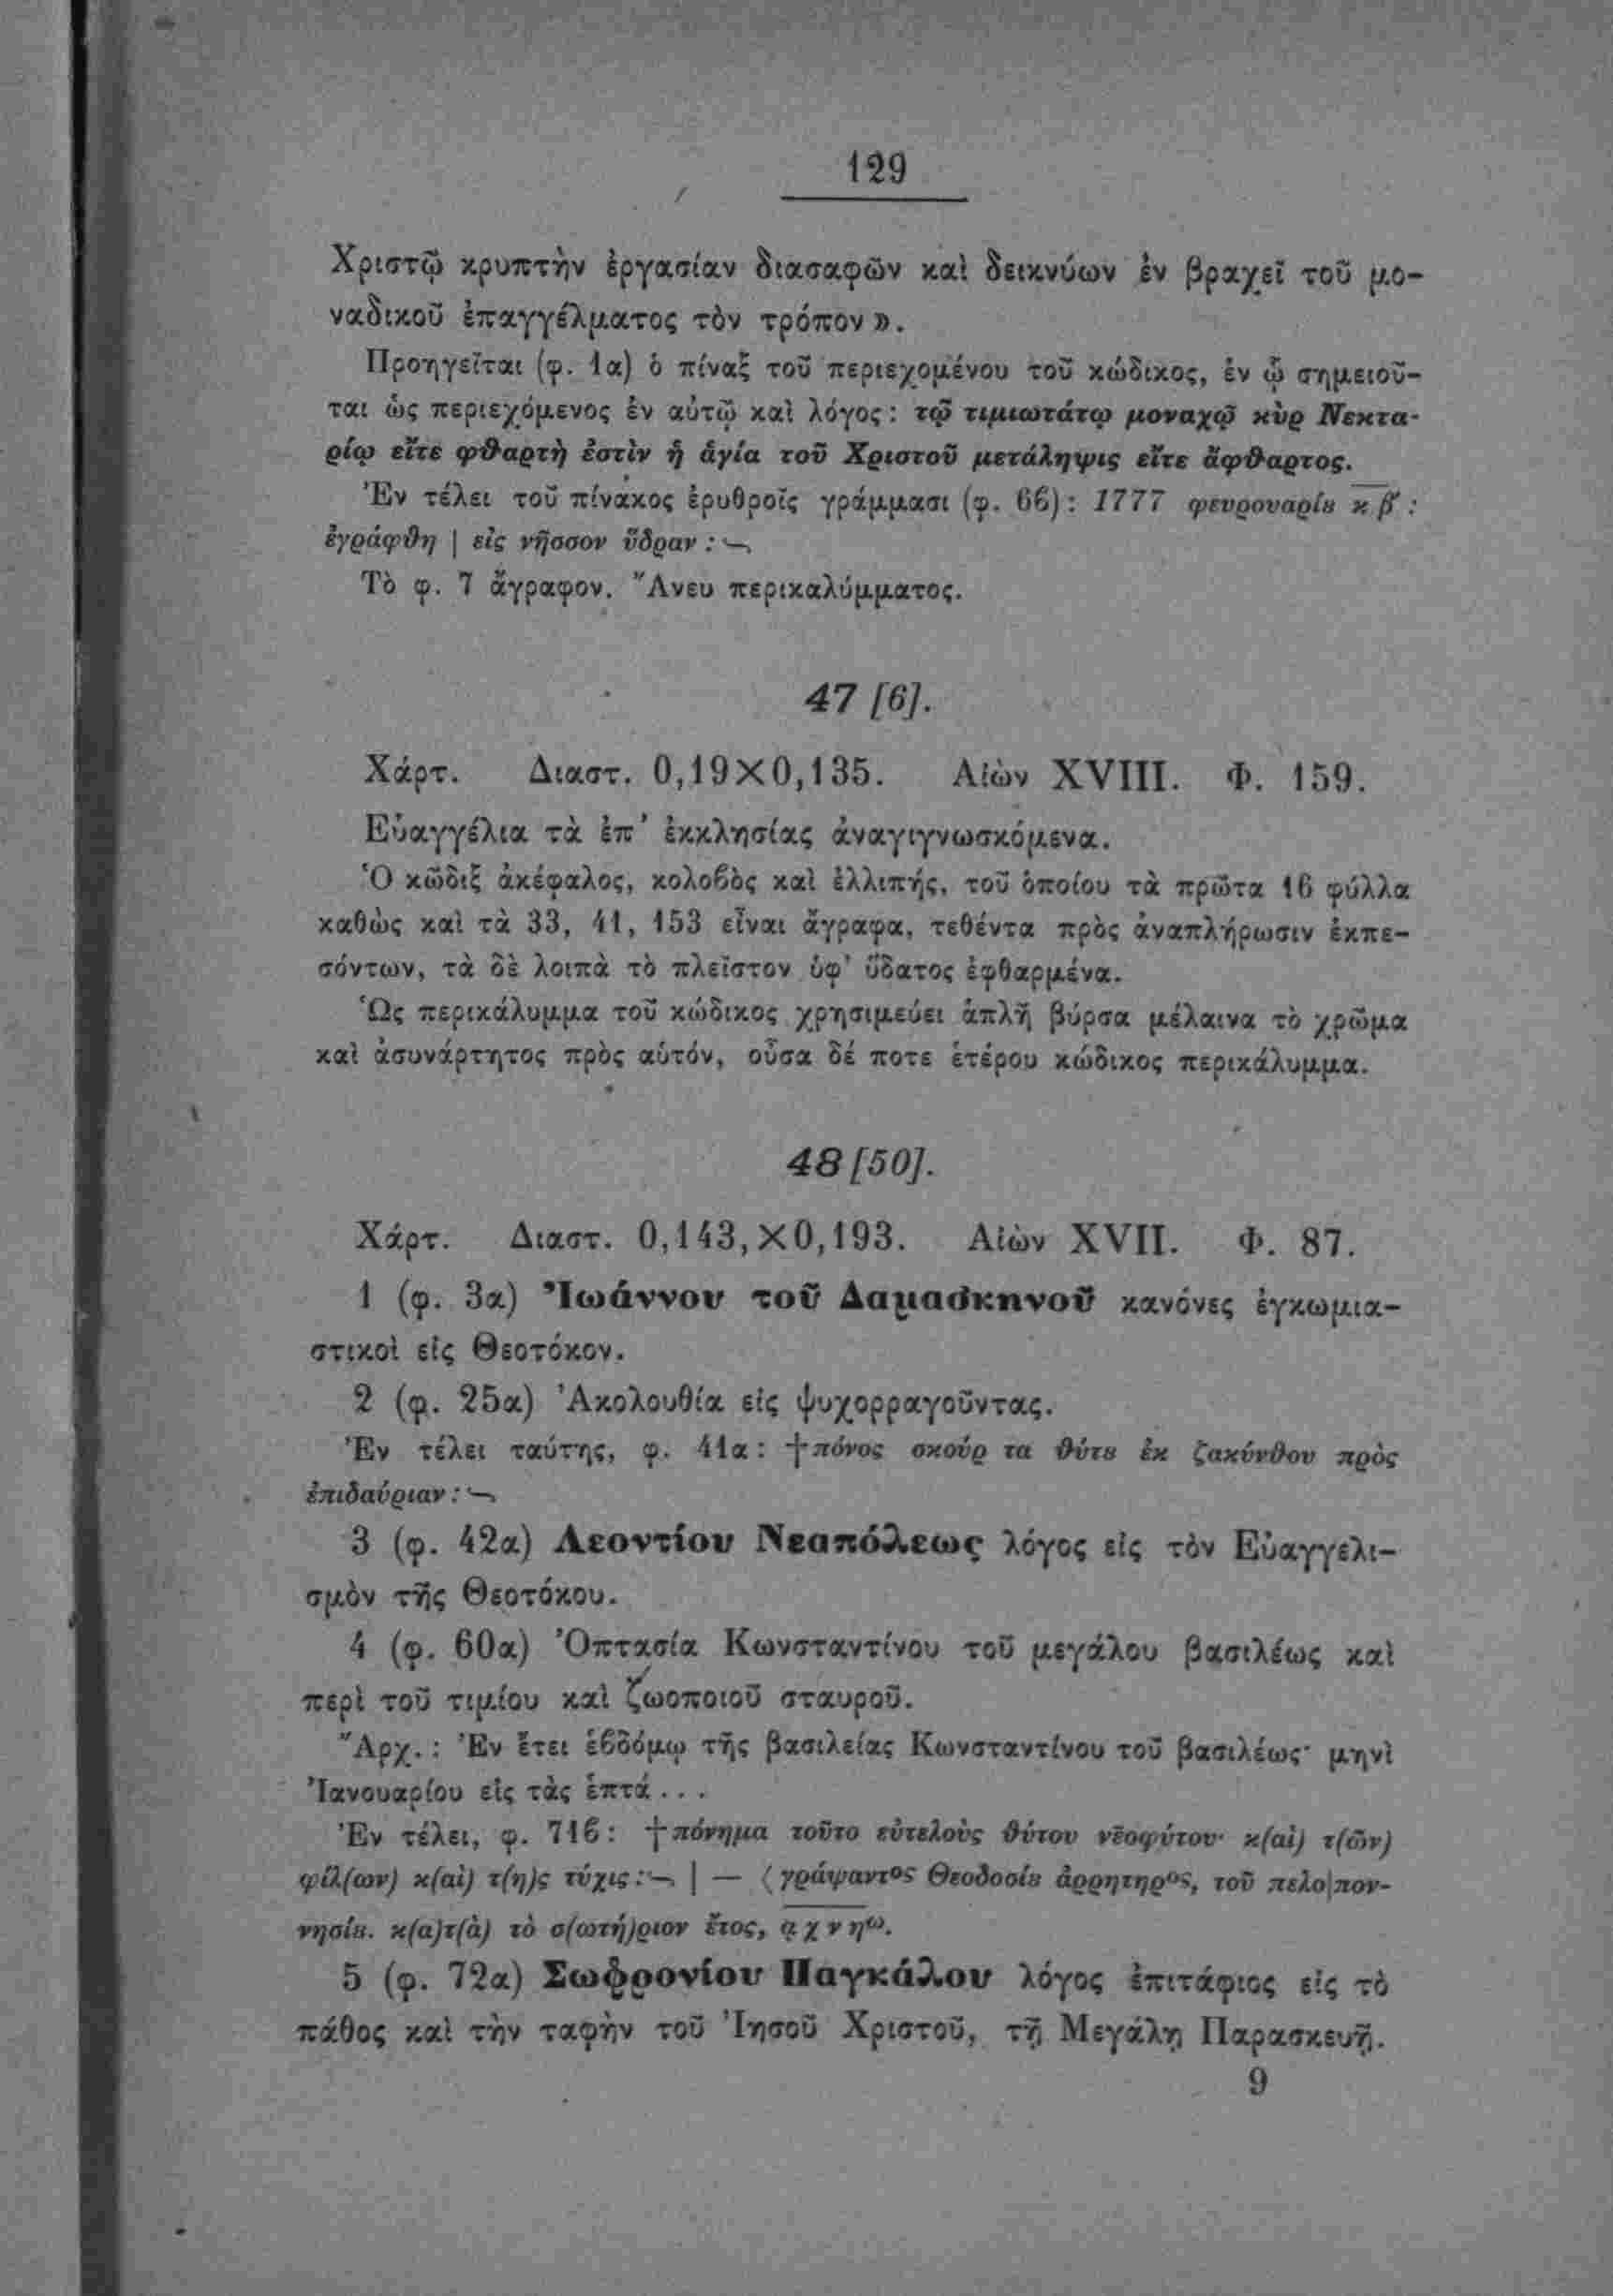 129
Χριστῷ κρυπτὴν ἐργασίαν διασαφῶν καὶ δεικνύων ἐν βραχεῖ τοῦ μο-
ναδικοῦ ἐπαγγέλματος τὸν τρόπον».
Προηγεῖται (φ. 1α) ὁ πίναξ τοῦ περιεχομένου τοῦ κώδικος, ἐν ᾧ σημειοῦ-
ται ὡς περιεχόμενος ἐν αὐτῷ καὶ λόγος: τῷ τιμιωτάτῳ μοναχῷ κὺρ Νεκτα-
ρίῳ εἴτε φθαρτὴ ἐστὶν ἡ ἁγία τοῦ Χριστοῦ μετάληψις εἴτε ἄφθαρτος.
Ἐν τέλει τοῦ πίνακος ἐρυθροῖς γράμμασι (φ. 6β): 1777 φευρουαρίȣ κβʹ:
ἐγράφθη | εἰς νῆσσον ὕδραν :~
Τὸ φ. 7 ἄγραφον. Ἄνευ περικαλύμματος.
47 [6].
Χάρτ. Διαστ. 0,19×0,135. Αἰὼν XVIII. Φ. 159.
Εὐαγγέλια τὰ ἐπ' ἐκκλησίας ἀναγιγνωσκόμενα.
Ὁ κῶδιξ ἀκέφαλος, κολοβὸς καὶ ἐλλιπής, τοῦ ὁποίου τὰ πρῶτα 16 φύλλα
καθὼς καὶ τὰ 33, 41, 153 εἶναι ἄγραφα, τεθέντα πρὸς ἀναπλήρωσιν ἐκπε-
σόντων, τὰ δὲ λοιπὰ τὸ πλεῖστον ὑφ' ὕδατος ἐφθαρμένα.
Ὡς περικάλυμμα τοῦ κώδικος χρησιμεύει ἁπλῆ βύρσα μέλαινα τὸ χρῶμα
καὶ ἀσυνάρτητος πρὸς αὐτόν, οὖσα δέ ποτε ἑτέρου κώδικος περικάλυμμα.
48 [50].
Χάρτ. Διαστ. 0,143,×0,193. Αἰὼν XVII. Φ. 87.
1 (φ. 3α) Ἰωάννου τοῦ Δαμασκηνοῦ κανόνες ἐγκωμια-
στικοὶ εἰς Θεοτόκον.
2 (φ. 25α) Ἀκολουθία εἰς ψυχορραγοῦντας.
Ἐν τέλει ταύτης, φ. 41α: †πόνος σκούρ τα θύτȣ ἐκ ζακύνθου πρὸς
ἐπιδαύριαν :~
3 (φ. 42α) Λεοντίου Νεαπόλεως λόγος εἰς τὸν Εὐαγγελι-
σμὸν τῆς Θεοτόκου.
4 (φ. 60α) Ὀπτασία Κωνσταντίνου τοῦ μεγάλου βασιλέως καὶ
περὶ τοῦ τιμίου καὶ ζωοποιοῦ σταυροῦ.
Ἀρχ.: Ἐν ἔτει ἑβδόμῳ τῆς βασιλείας Κωνσταντίνου τοῦ βασιλέως· μηνὶ
Ἰανουαρίου εἰς τὰς ἑπτά...
Ἐν τέλει, φ. 71β: †πόνημα τοῦτο εὐτελοὺς θύτου νεοφύτου· κ(αὶ) τ(ῶν)
φίλ(ων) κ(αὶ) τ(η)ς τύχις :~ | — ⟨γράψαντος Θεοδοσίȣ ἀρρητηρος, τοῦ πελο|πον-
νησίȣ. κ(α)τ(ὰ) τὸ σ(ωτή)ριον ἔτος, ͵αχνηω.
5 (φ. 72α) Σωφρονίου Παγκάλου λόγος ἐπιτάφιος εἰς τὸ
πάθος καὶ τὴν ταφὴν τοῦ Ἰησοῦ Χριστοῦ, τῇ Μεγάλῃ Παρασκευῇ.
9